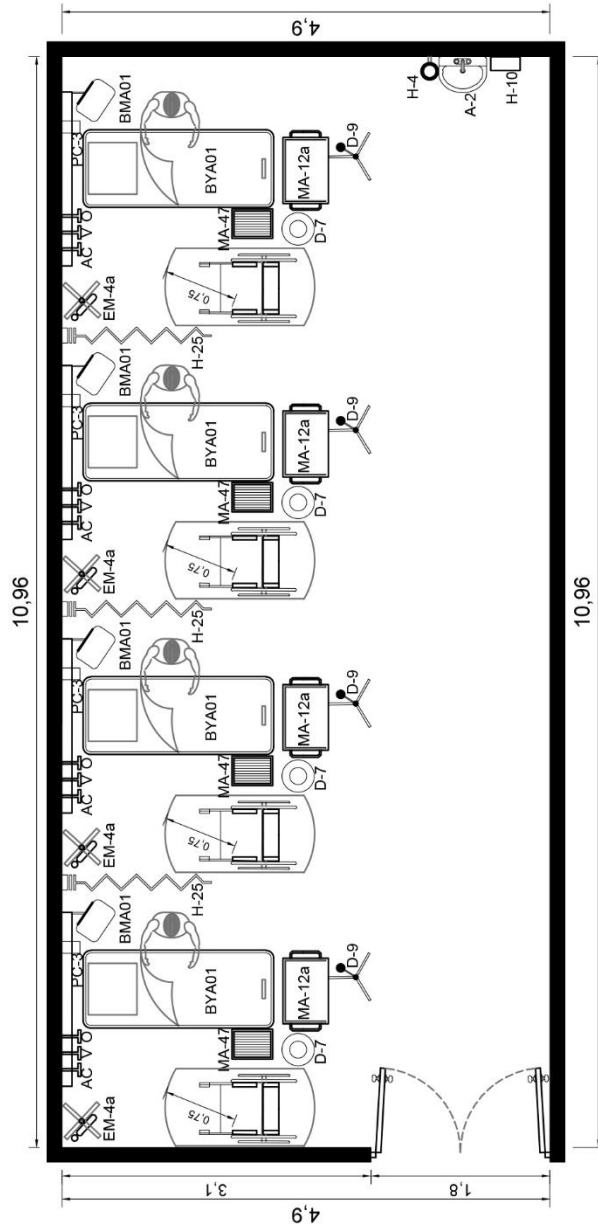 4,9
10,96
10,96
H-4
A-2
H-10
BMA01
PC-3
BYA01
MA-12a
D-9
MA-47
D-7
AC
V
O
EM-4a
0,75
H-25
BMA01
PC-3
BYA01
MA-12a
D-9
MA-47
D-7
AC
V
O
EM-4a
0,75
H-25
BMA01
PC-3
BYA01
MA-12a
D-9
MA-47
D-7
AC
V
O
EM-4a
0,75
H-25
BMA01
PC-3
BYA01
MA-12a
D-9
MA-47
D-7
AC
V
O
EM-4a
0,75
3,1
1,8
4,9